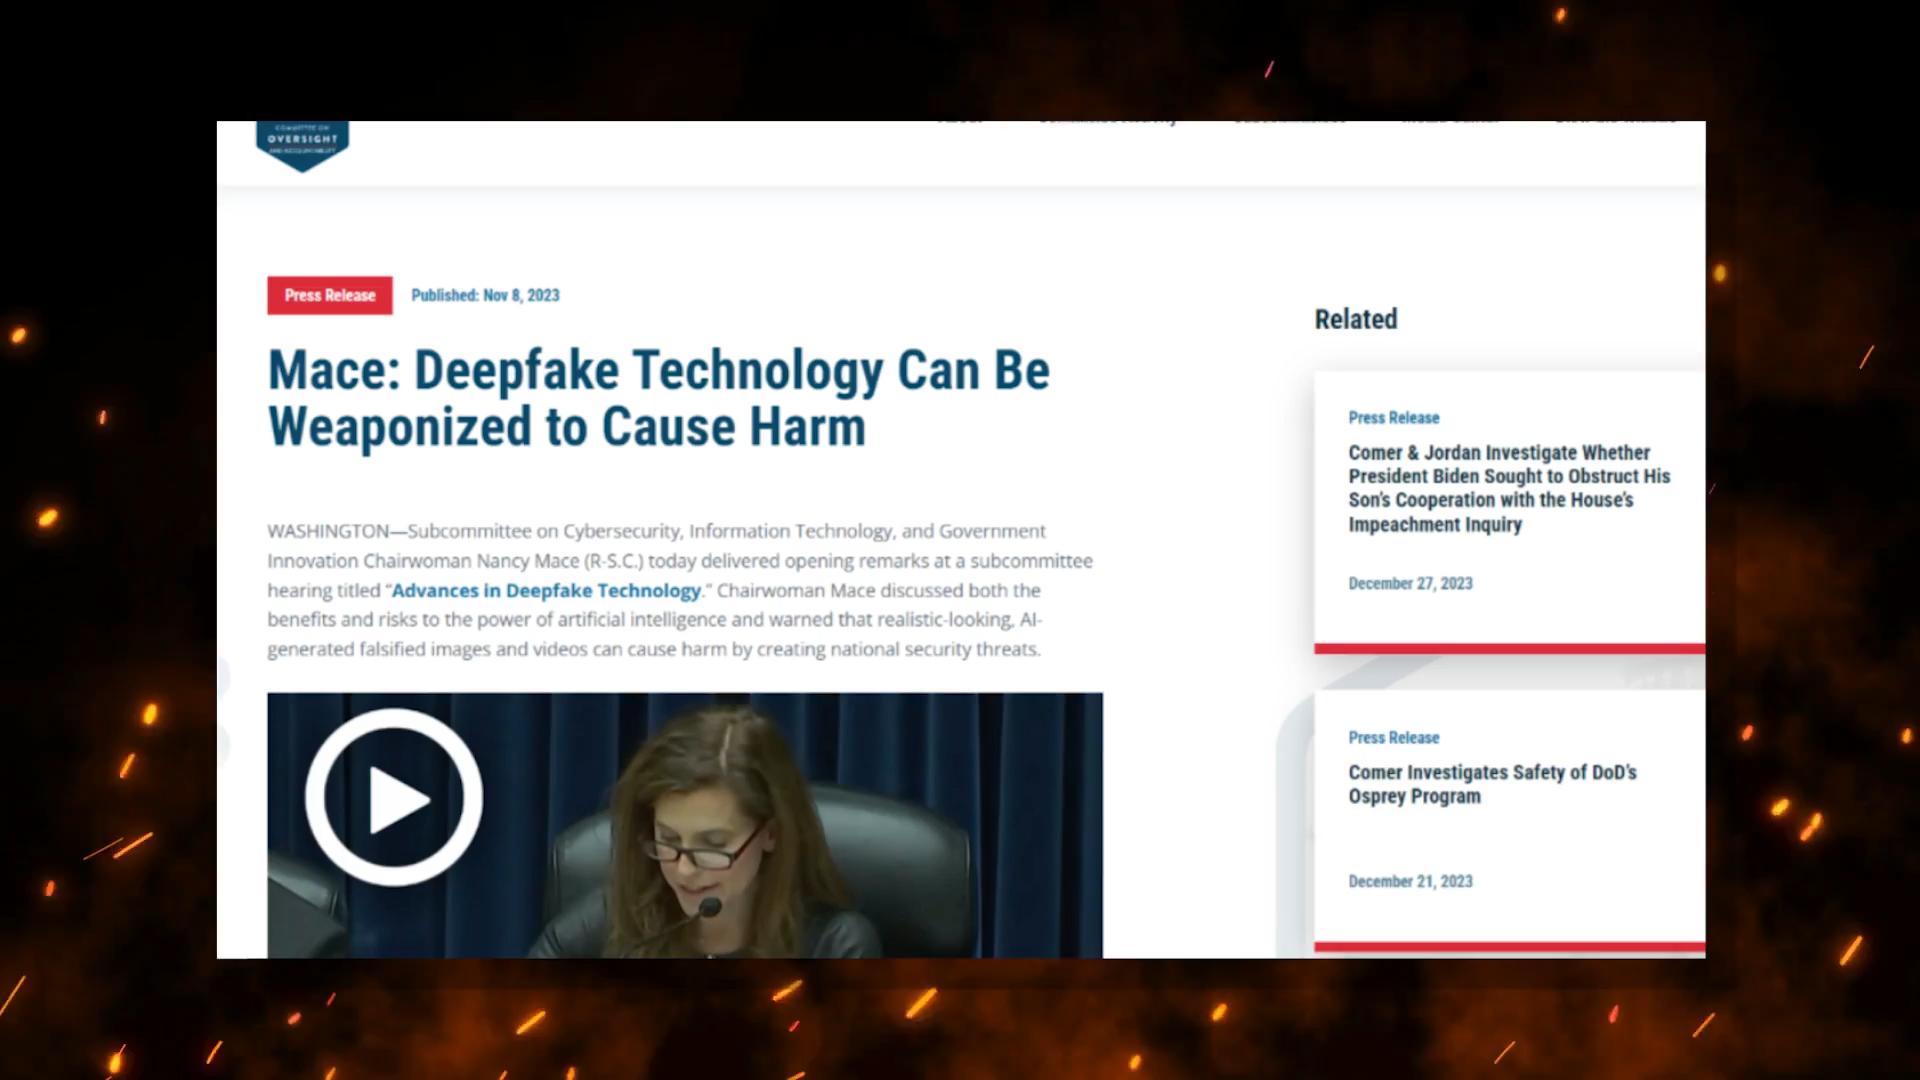 COMMITTEE ON
OVERSIGHT
AND ACCOUNTABILITY
Press Release
Published: Nov 8, 2023
Mace: Deepfake Technology Can Be
Weaponized to Cause Harm
WASHINGTON—Subcommittee on Cybersecurity, Information Technology, and Government
Innovation Chairwoman Nancy Mace (R-S.C.) today delivered opening remarks at a subcommittee
hearing titled “Advances in Deepfake Technology.” Chairwoman Mace discussed both the
benefits and risks to the power of artificial intelligence and warned that realistic-looking, AI-
generated falsified images and videos can cause harm by creating national security threats.
Related
Press Release
Comer & Jordan Investigate Whether
President Biden Sought to Obstruct His
Son’s Cooperation with the House’s
Impeachment Inquiry
December 27, 2023
Press Release
Comer Investigates Safety of DoD’s
Osprey Program
December 21, 2023